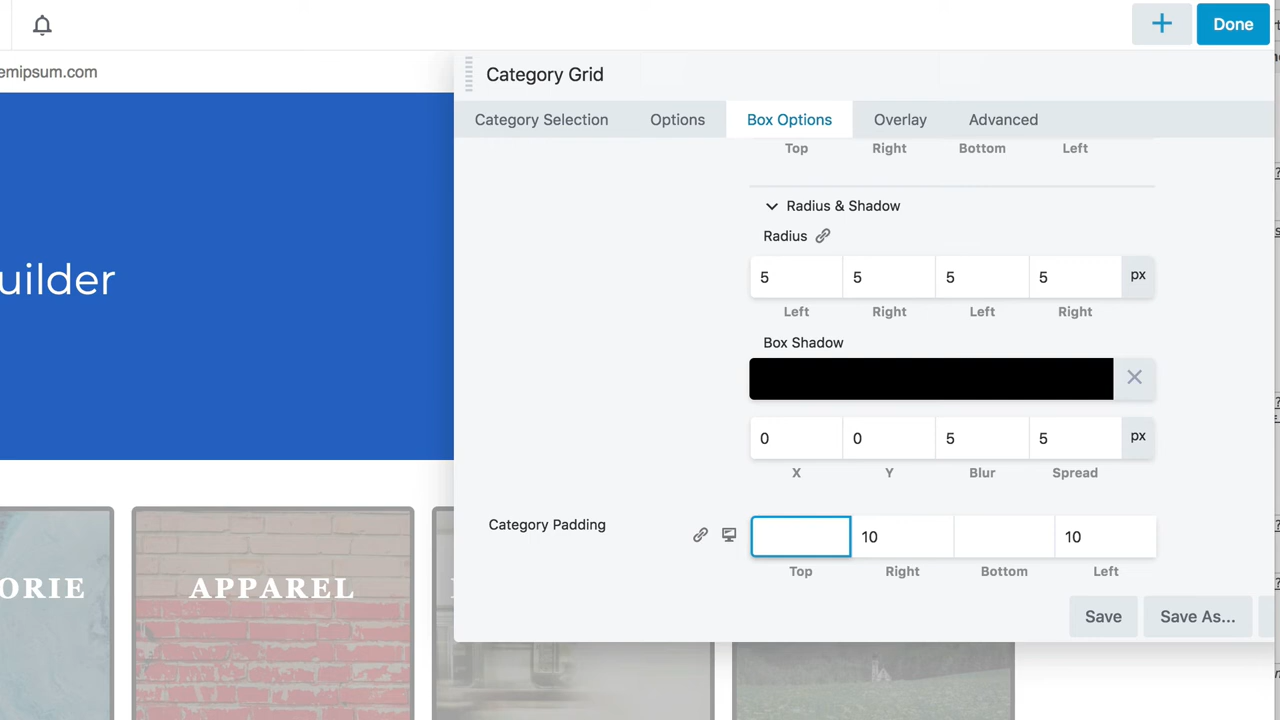 Done
emipsum.com
Category Grid
Category Selection Options Box Options Overlay Advanced
Top Right Bottom Left
Radius & Shadow
Radius
5 5 5 5 px
Left Right Left Right
Box Shadow
0 0 5 5 px
X Y Blur Spread
Category Padding 10 10
Top Right Bottom Left
Save Save As...
uilder
ORIE APPAREL